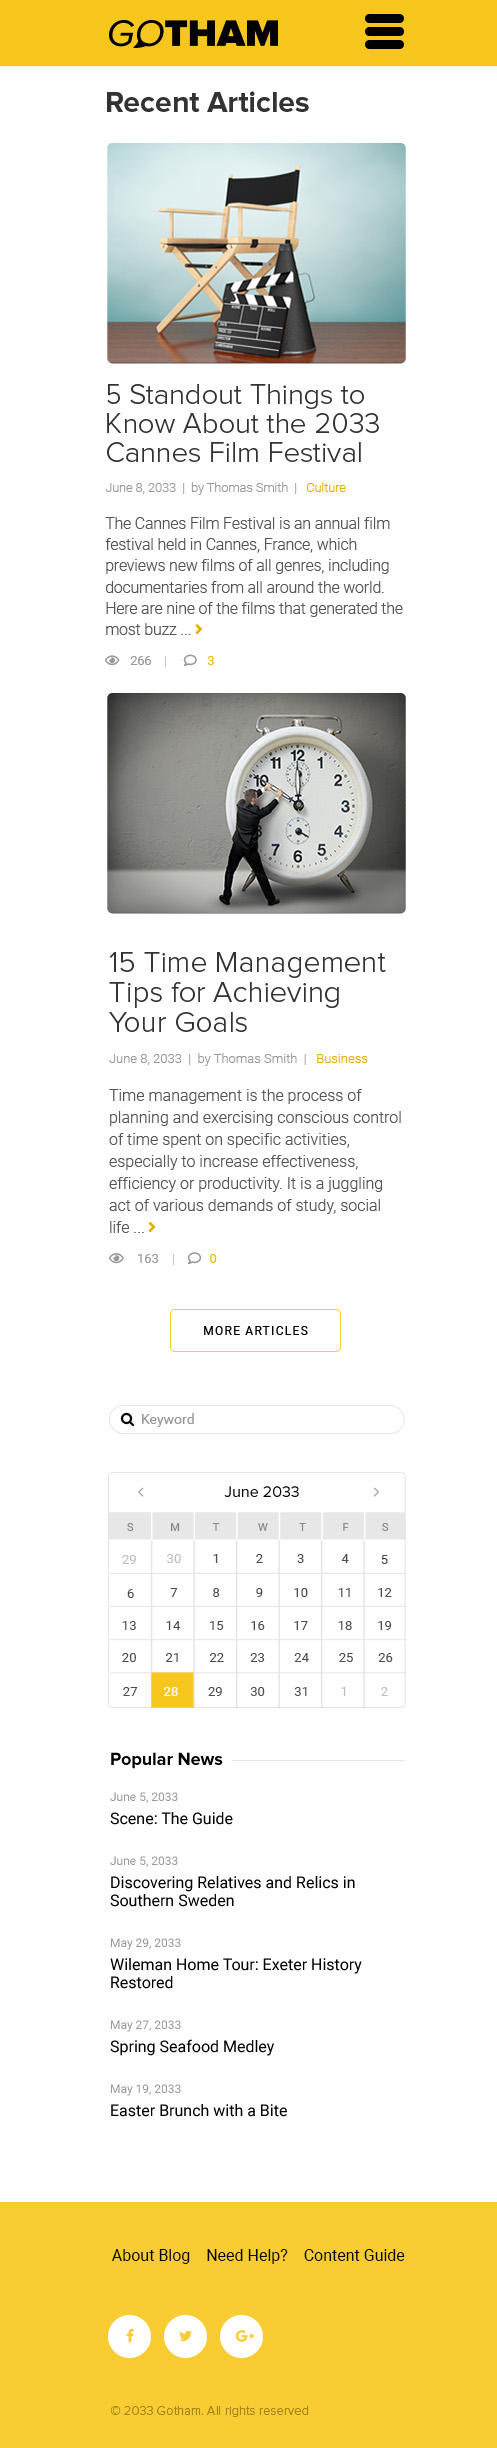 GOTHAM
Recent Articles
5 Standout Things to
Know About the 2033
Cannes Film Festival
June 8, 2033 | by Thomas Smith | Culture
The Cannes Film Festival is an annual film
festival held in Cannes, France, which
previews new films of all genres, including
documentaries from all around the world.
Here are nine of the films that generated the
most buzz ...
266 | 3
12
11
10
1
2
3
4
5
6
7
15 Time Management
Tips for Achieving
Your Goals
June 8, 2033 | by Thomas Smith | Business
Time management is the process of
planning and exercising conscious control
of time spent on specific activities,
especially to increase effectiveness,
efficiency or productivity. It is a juggling
act of various demands of study, social
life ...
163 | 0
MORE ARTICLES
Keyword
June 2033
S M T W T F S
29 30 1 2 3 4 5
6 7 8 9 10 11 12
13 14 15 16 17 18 19
20 21 22 23 24 25 26
27 28 29 30 31 1 2
Popular News
June 5, 2033
Scene: The Guide
June 5, 2033
Discovering Relatives and Relics in
Southern Sweden
May 29, 2033
Wileman Home Tour: Exeter History
Restored
May 27, 2033
Spring Seafood Medley
May 19, 2033
Easter Brunch with a Bite
About Blog Need Help? Content Guide
f G+
© 2033 Gotham. All rights reserved